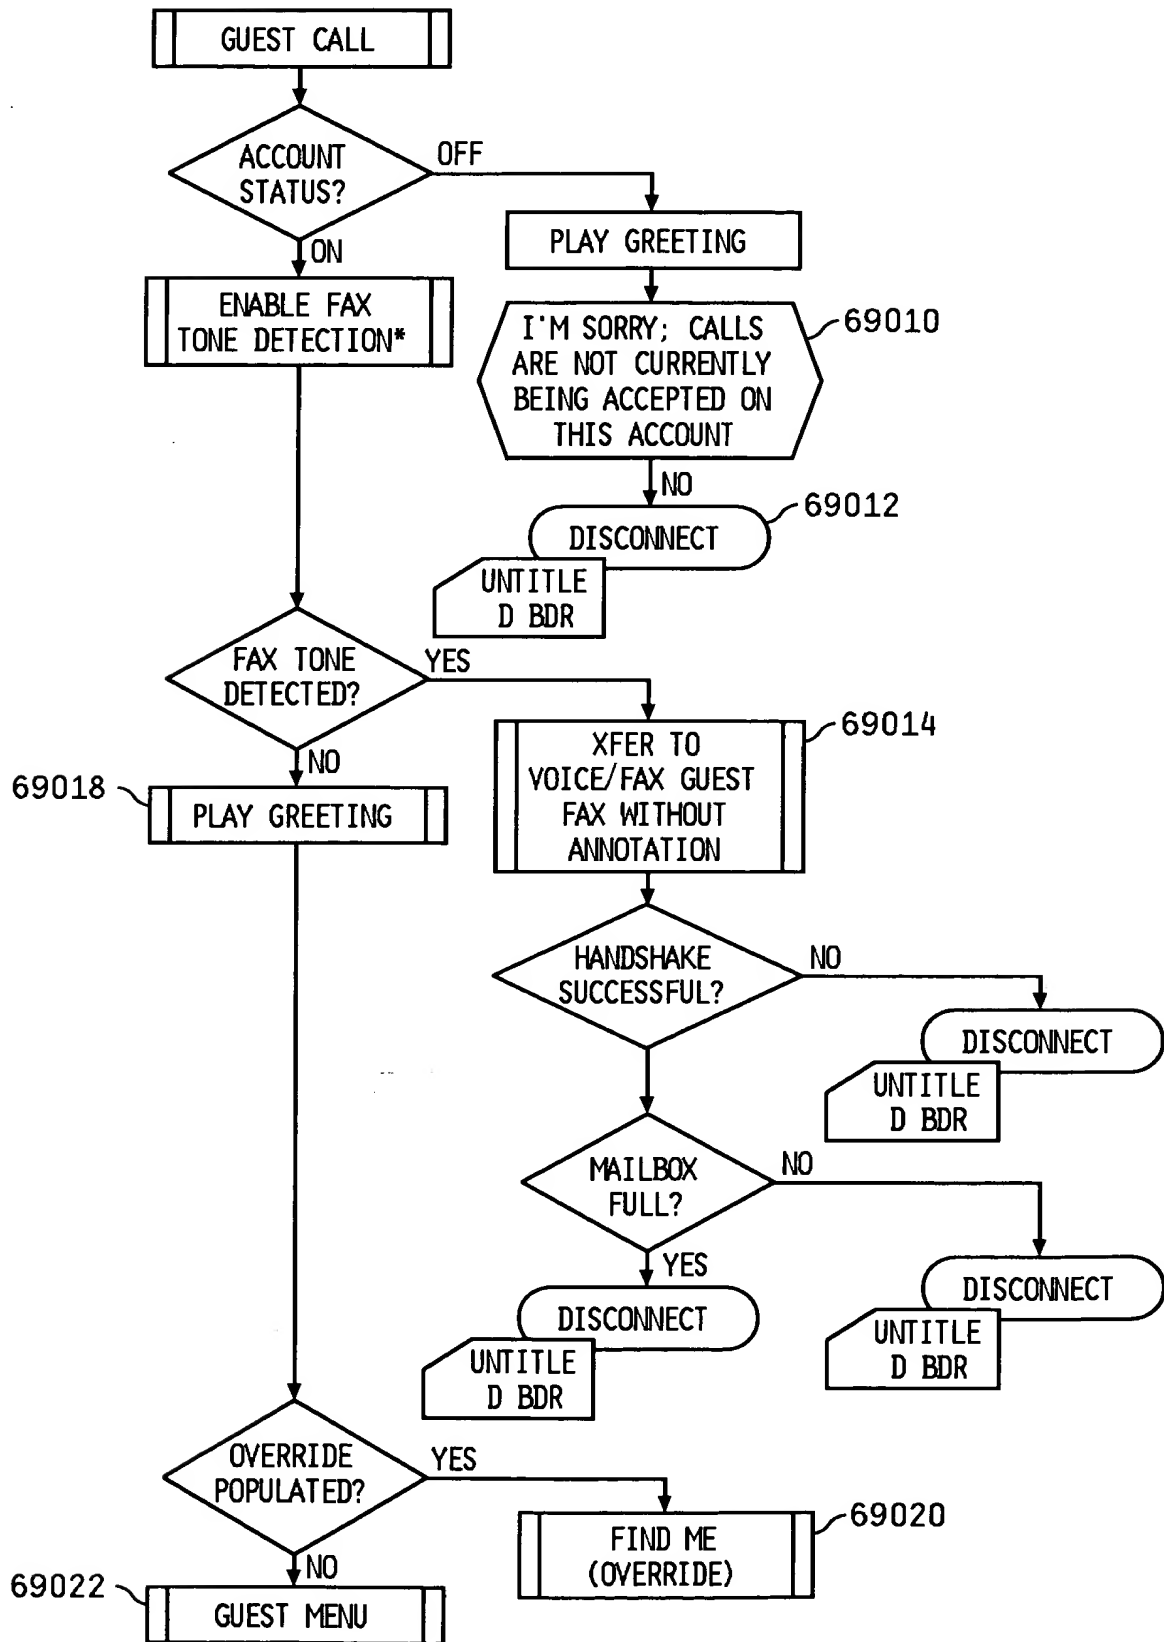 GUEST CALL
ACCOUNT
STATUS?
OFF
ON
PLAY GREETING
ENABLE FAX
TONE DETECTION*
I'M SORRY; CALLS
ARE NOT CURRENTLY
BEING ACCEPTED ON
THIS ACCOUNT
69010
NO
DISCONNECT
69012
UNTITLE
D BDR
FAX TONE
DETECTED?
YES
NO
XFER TO
VOICE/FAX GUEST
FAX WITHOUT
ANNOTATION
69014
69018
PLAY GREETING
HANDSHAKE
SUCCESSFUL?
NO
DISCONNECT
UNTITLE
D BDR
MAILBOX
FULL?
NO
YES
DISCONNECT
UNTITLE
D BDR
DISCONNECT
UNTITLE
D BDR
OVERRIDE
POPULATED?
YES
NO
FIND ME
(OVERRIDE)
69020
69022
GUEST MENU